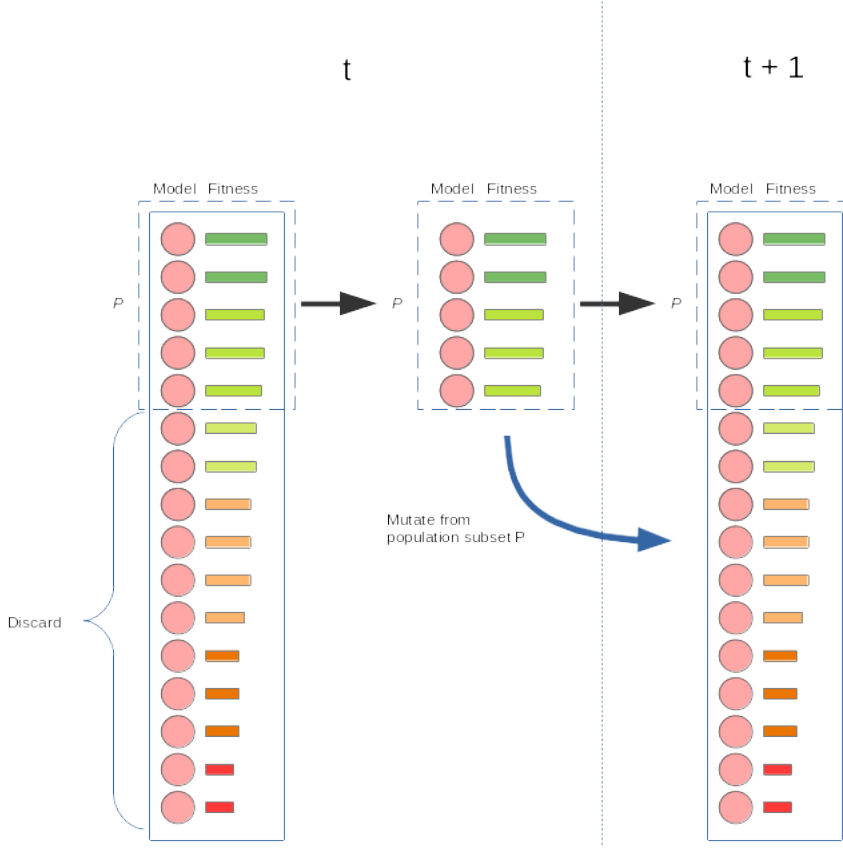 t
t + 1
Model Fitness
Model Fitness
Model Fitness
P
P
P
Mutate from
population subset P
Discard